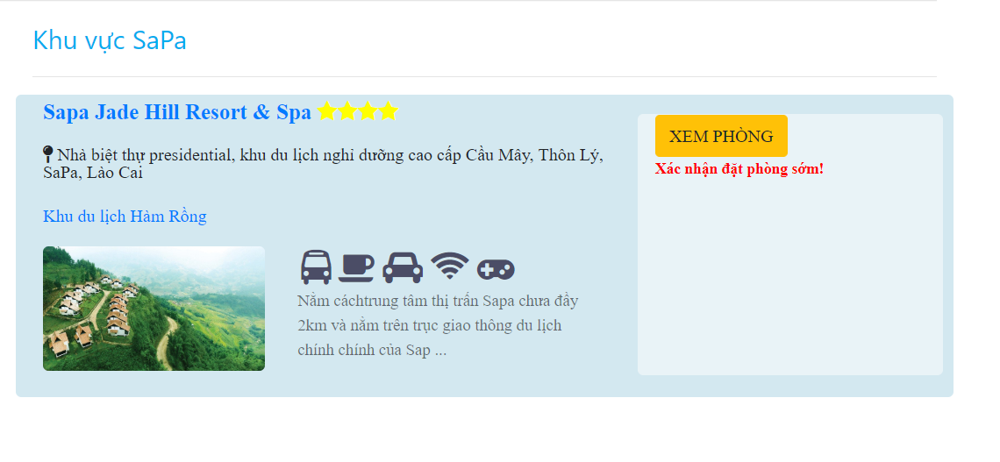 Khu vực SaPa
Sapa Jade Hill Resort & Spa
Nhà biệt thự presidential, khu du lịch nghỉ dưỡng cao cấp Cầu Mây, Thôn Lý,
SaPa, Lào Cai
Khu du lịch Hàm Rồng
Nằm cáchtrung tâm thị trấn Sapa chưa đầy
2km và nằm trên trục giao thông du lịch
chính chính của Sap ...
XEM PHÒNG
Xác nhận đặt phòng sớm!